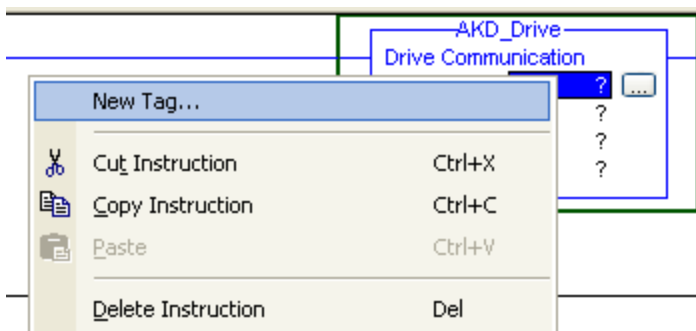 AKD_Drive
Drive Communication
? ...
?
?
?
New Tag...
Cut Instruction Ctrl+X
Copy Instruction Ctrl+C
Paste Ctrl+V
Delete Instruction Del